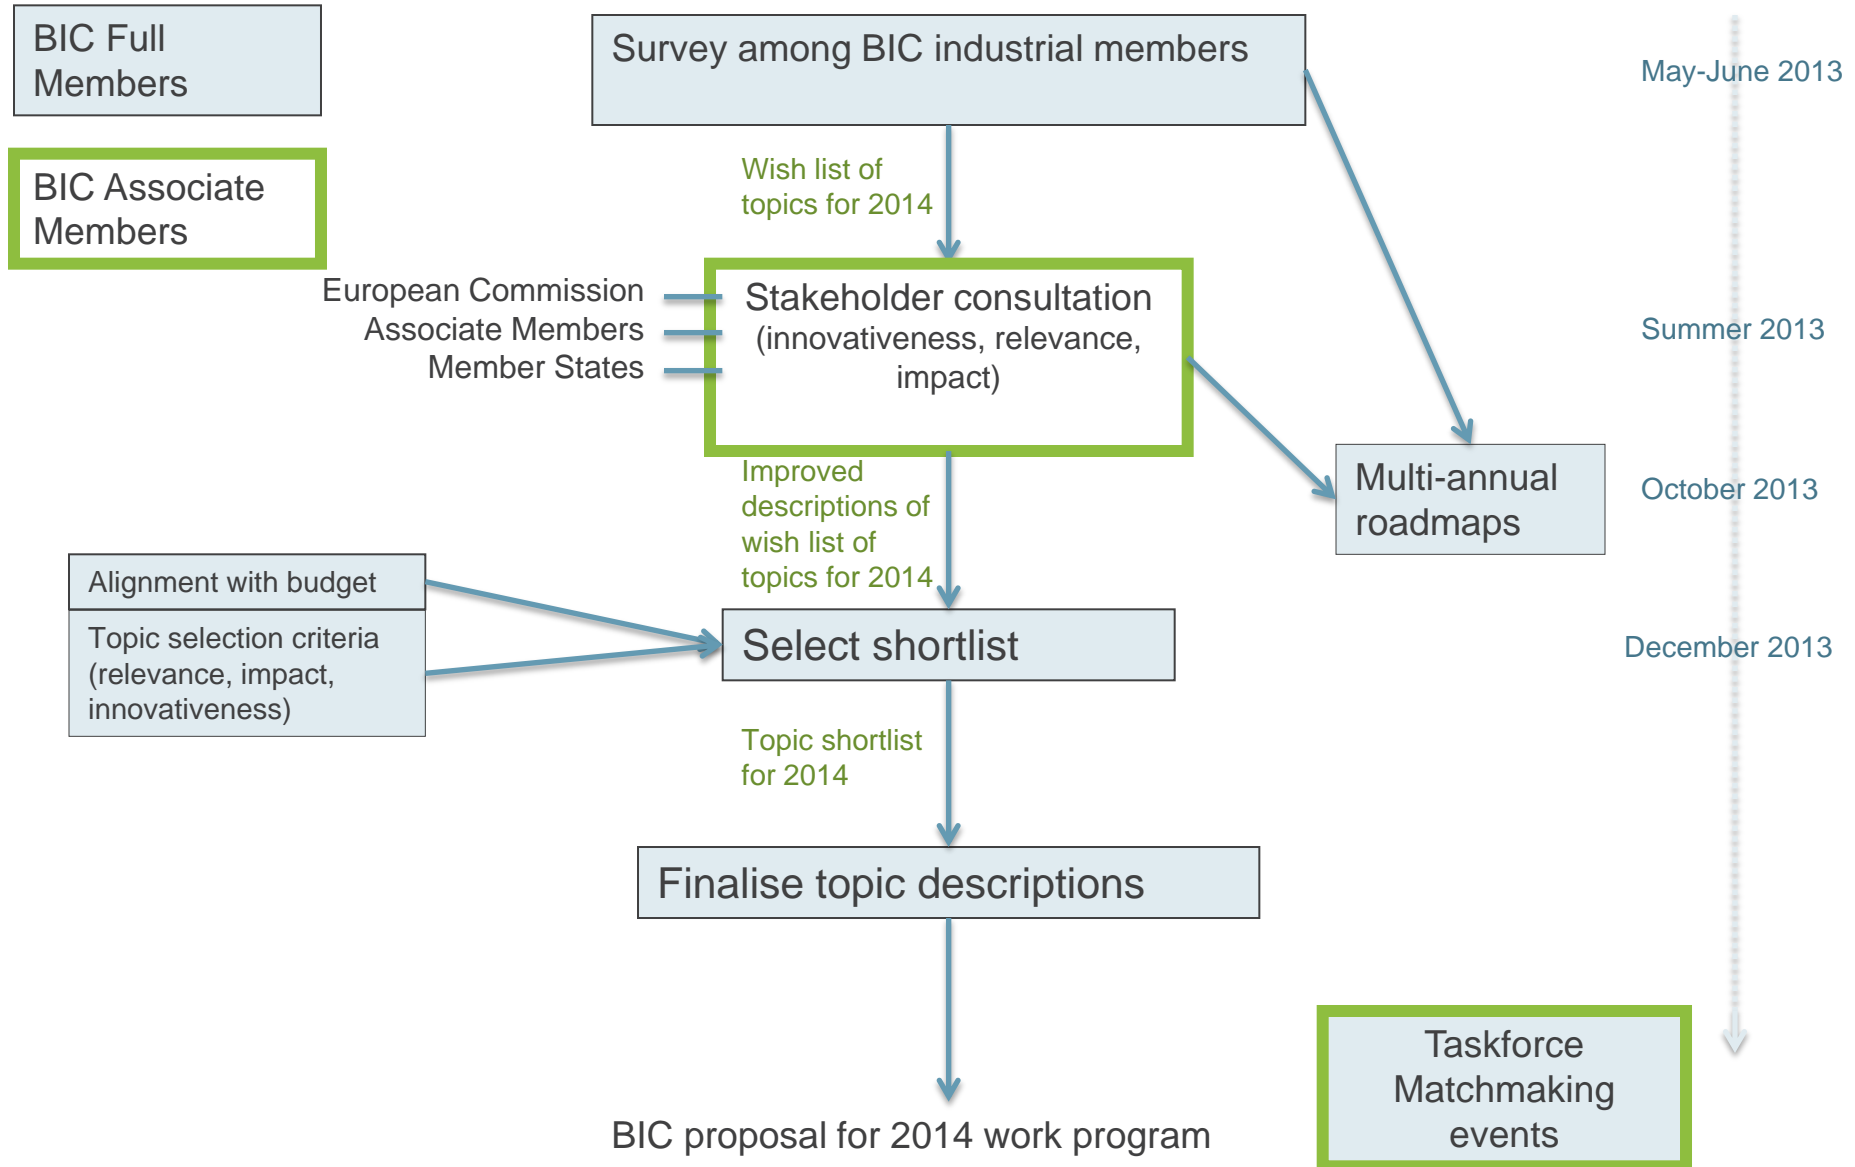 BIC Full
Members
BIC Associate
Members
Survey among BIC industrial members
May-June 2013
Wish list of
topics for 2014
European Commission
Associate Members
Member States
Stakeholder consultation
(innovativeness, relevance,
impact)
Summer 2013
Multi-annual
roadmaps
October 2013
Improved
descriptions of
wish list of
topics for 2014
Alignment with budget
Topic selection criteria
(relevance, impact,
innovativeness)
Select shortlist
December 2013
Topic shortlist
for 2014
Finalise topic descriptions
BIC proposal for 2014 work program
Taskforce
Matchmaking
events